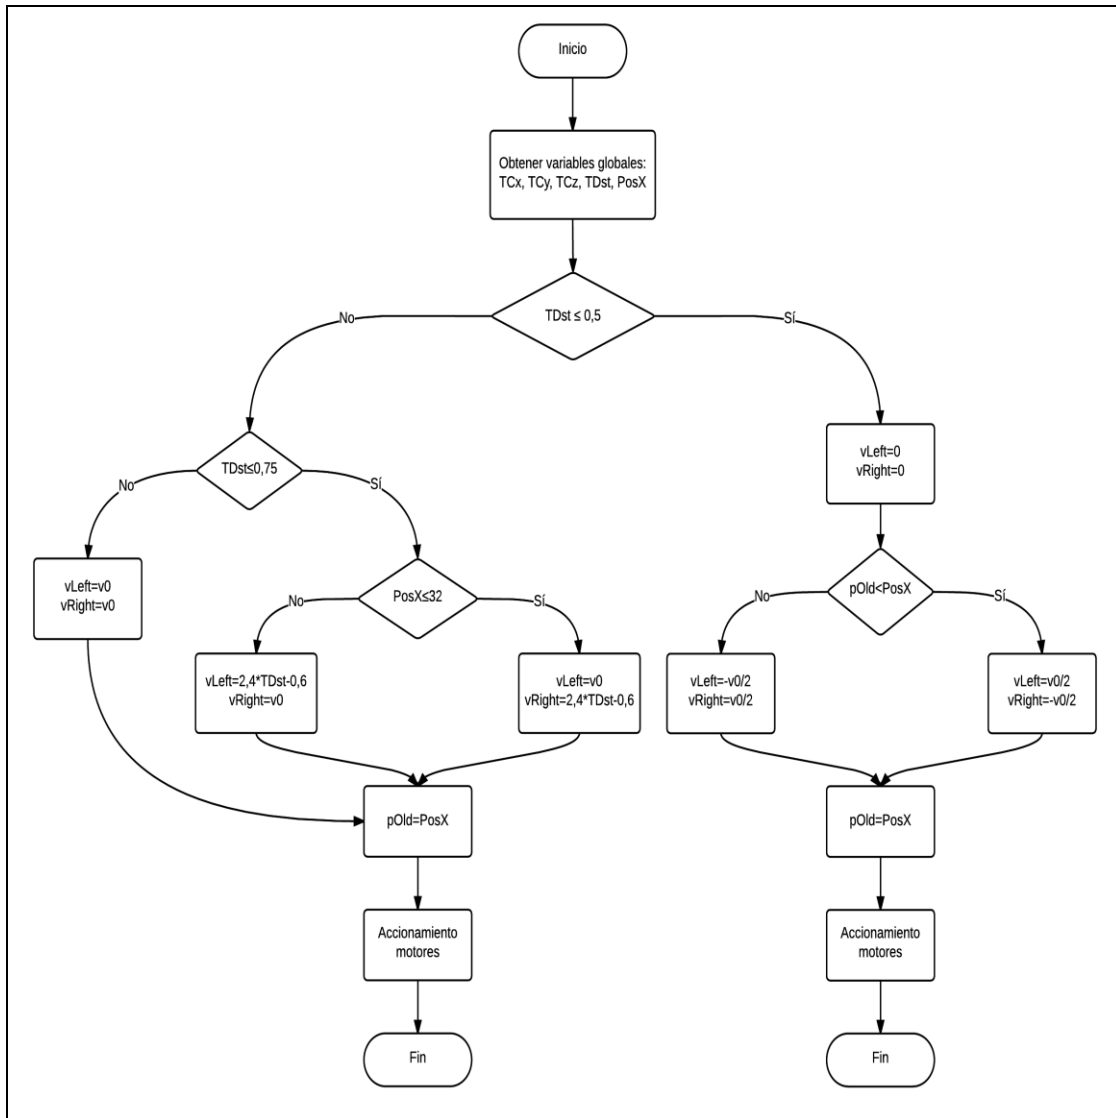 Inicio
Obtener variables globales:
TCx, TCy, TCz, TDst, PosX
TDst ≤ 0,5
No
Sí
TDst≤0,75
No
Sí
vLeft=v0
vRight=v0
PosX≤32
No
Sí
vLeft=2,4*TDst-0,6
vRight=v0
vLeft=v0
vRight=2,4*TDst-0,6
pOld=PosX
Accionamiento
motores
Fin
vLeft=0
vRight=0
pOld<PosX
No
Sí
vLeft=-v0/2
vRight=v0/2
vLeft=v0/2
vRight=-v0/2
pOld=PosX
Accionamiento
motores
Fin